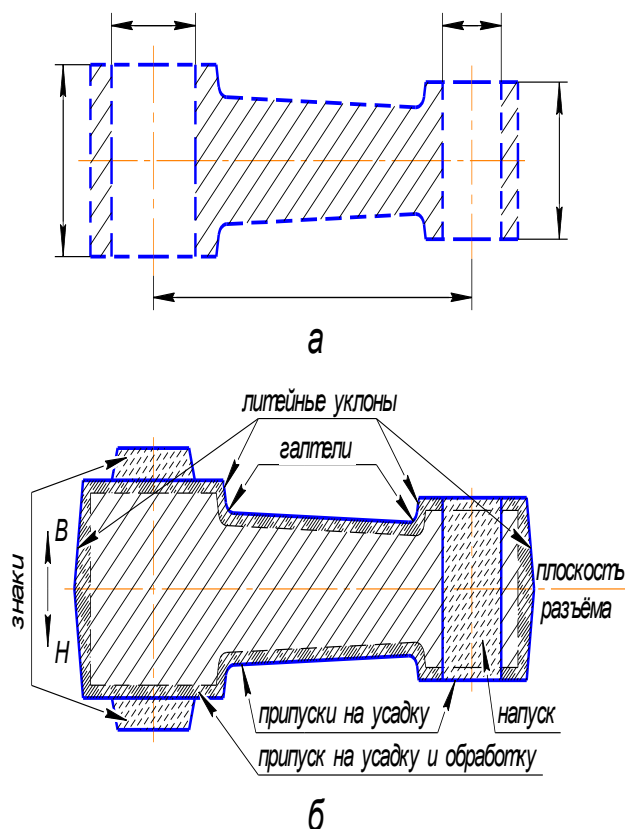 а
литейные уклоны
галтели
знаки
В
Н
плоскость
разъёма
припуски на усадку
напуск
припуск на усадку и обработку
б